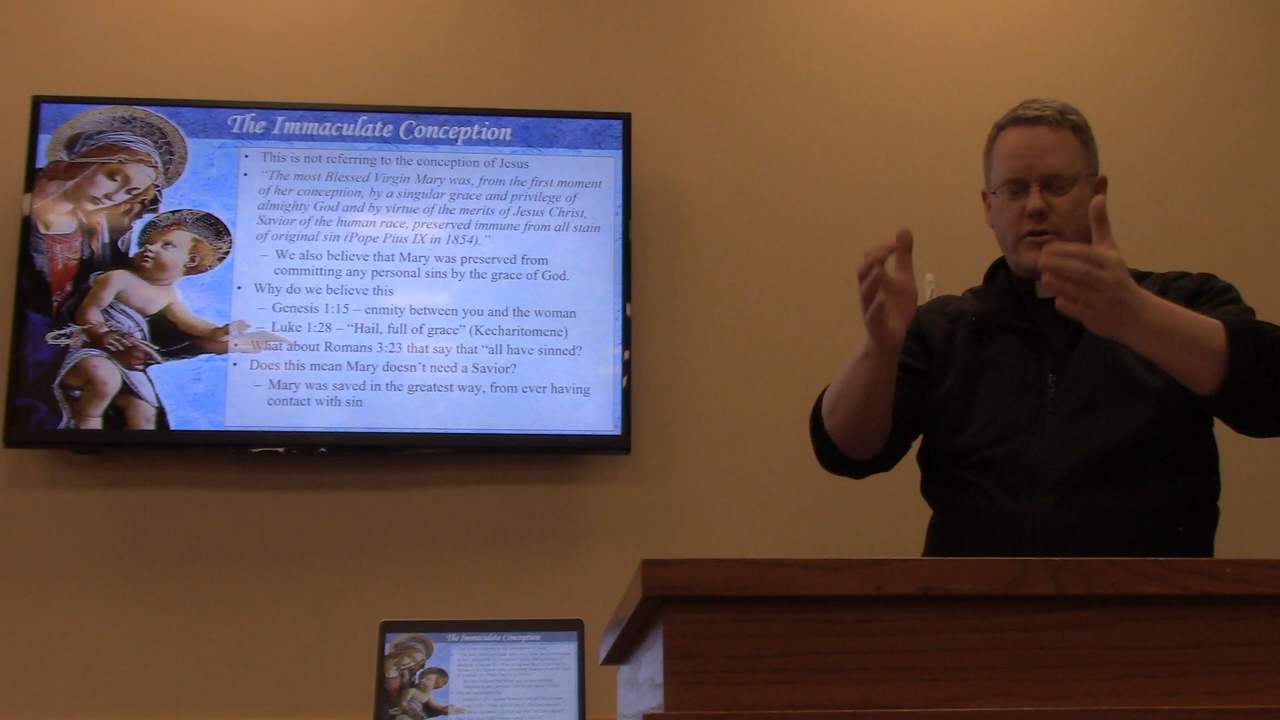 The Immaculate Conception
• This is not referring to the conception of Jesus
• "The most Blessed Virgin Mary was, from the first moment
of her conception, by a singular grace and privilege of
almighty God and by virtue of the merits of Jesus Christ,
Savior of the human race, preserved immune from all stain
of original sin (Pope Pius IX in 1854)."
– We also believe that Mary was preserved from
committing any personal sins by the grace of God.
• Why do we believe this
– Genesis 1:15 – enmity between you and the woman
– Luke 1:28 – "Hail, full of grace" (Kecharitomene)
• What about Romans 3:23 that say that "all have sinned?
• Does this mean Mary doesn't need a Savior?
– Mary was saved in the greatest way, from ever having
contact with sin
The Immaculate Conception